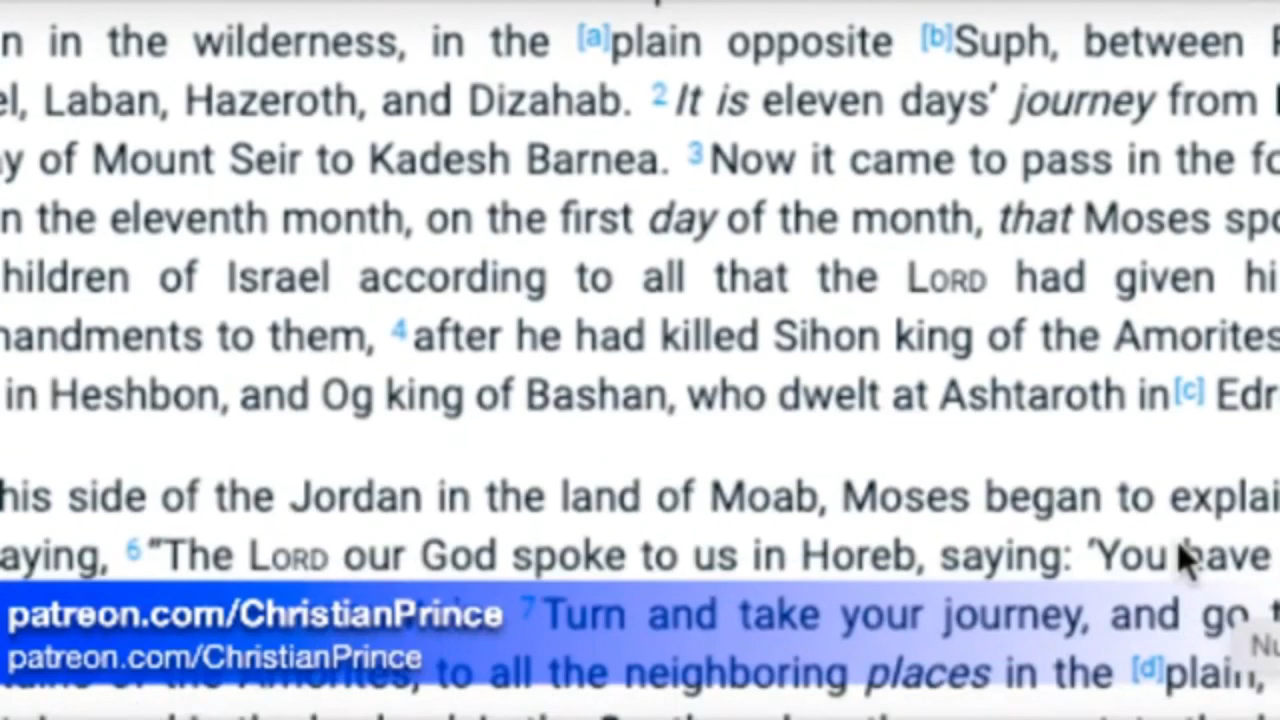 n in the wilderness, in the [a]plain opposite [b]Suph, between
el, Laban, Hazeroth, and Dizahab. 2 It is eleven days' journey from
ay of Mount Seir to Kadesh Barnea. 3 Now it came to pass in the fo
n the eleventh month, on the first day of the month, that Moses spo
hildren of Israel according to all that the LORD had given hi
mandments to them, 4 after he had killed Sihon king of the Amorites
in Heshbon, and Og king of Bashan, who dwelt at Ashtaroth in[c] Edr
his side of the Jordan in the land of Moab, Moses began to explai
aying, 6 "The LORD our God spoke to us in Horeb, saying: 'You have
patreon.com/ChristianPrince 7 Turn and take your journey, and go t
patreon.com/ChristianPrince
of the Amorites, to all the neighboring places in the [d]plain,
Nu